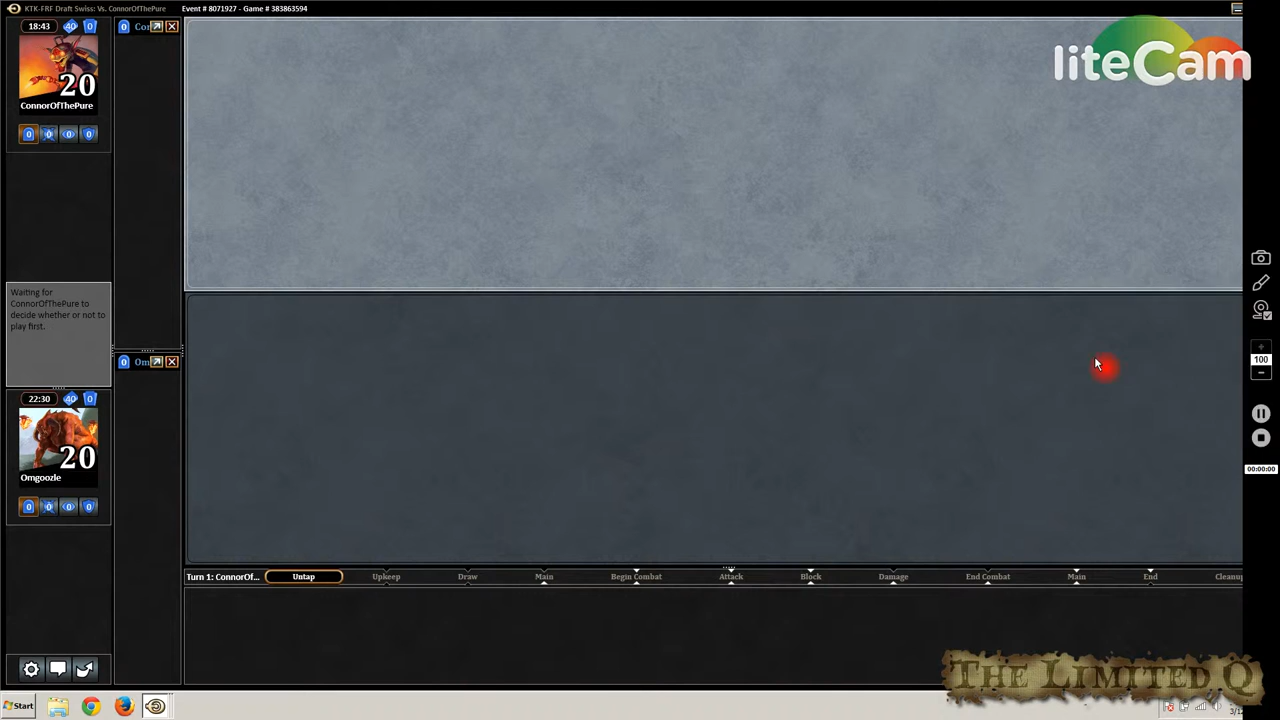 KTK-FRF Draft Swiss: Vs. ConnorOfThePure
Event # 8071927 - Game # 383863594
18:43
40
0
20
ConnorOfThePure
0 0 0 0
0
Waiting for
ConnorOfThePure to
decide whether or not to
play first.
0
22:30
40
0
20
Omgoozle
0 0 0 0
liteCam
100
00:00:00
Turn 1: ConnorOf...
Untap
Upkeep
Draw
Main
Begin Combat
Attack
Block
Damage
End Combat
Main
End
The Limited Q
Start